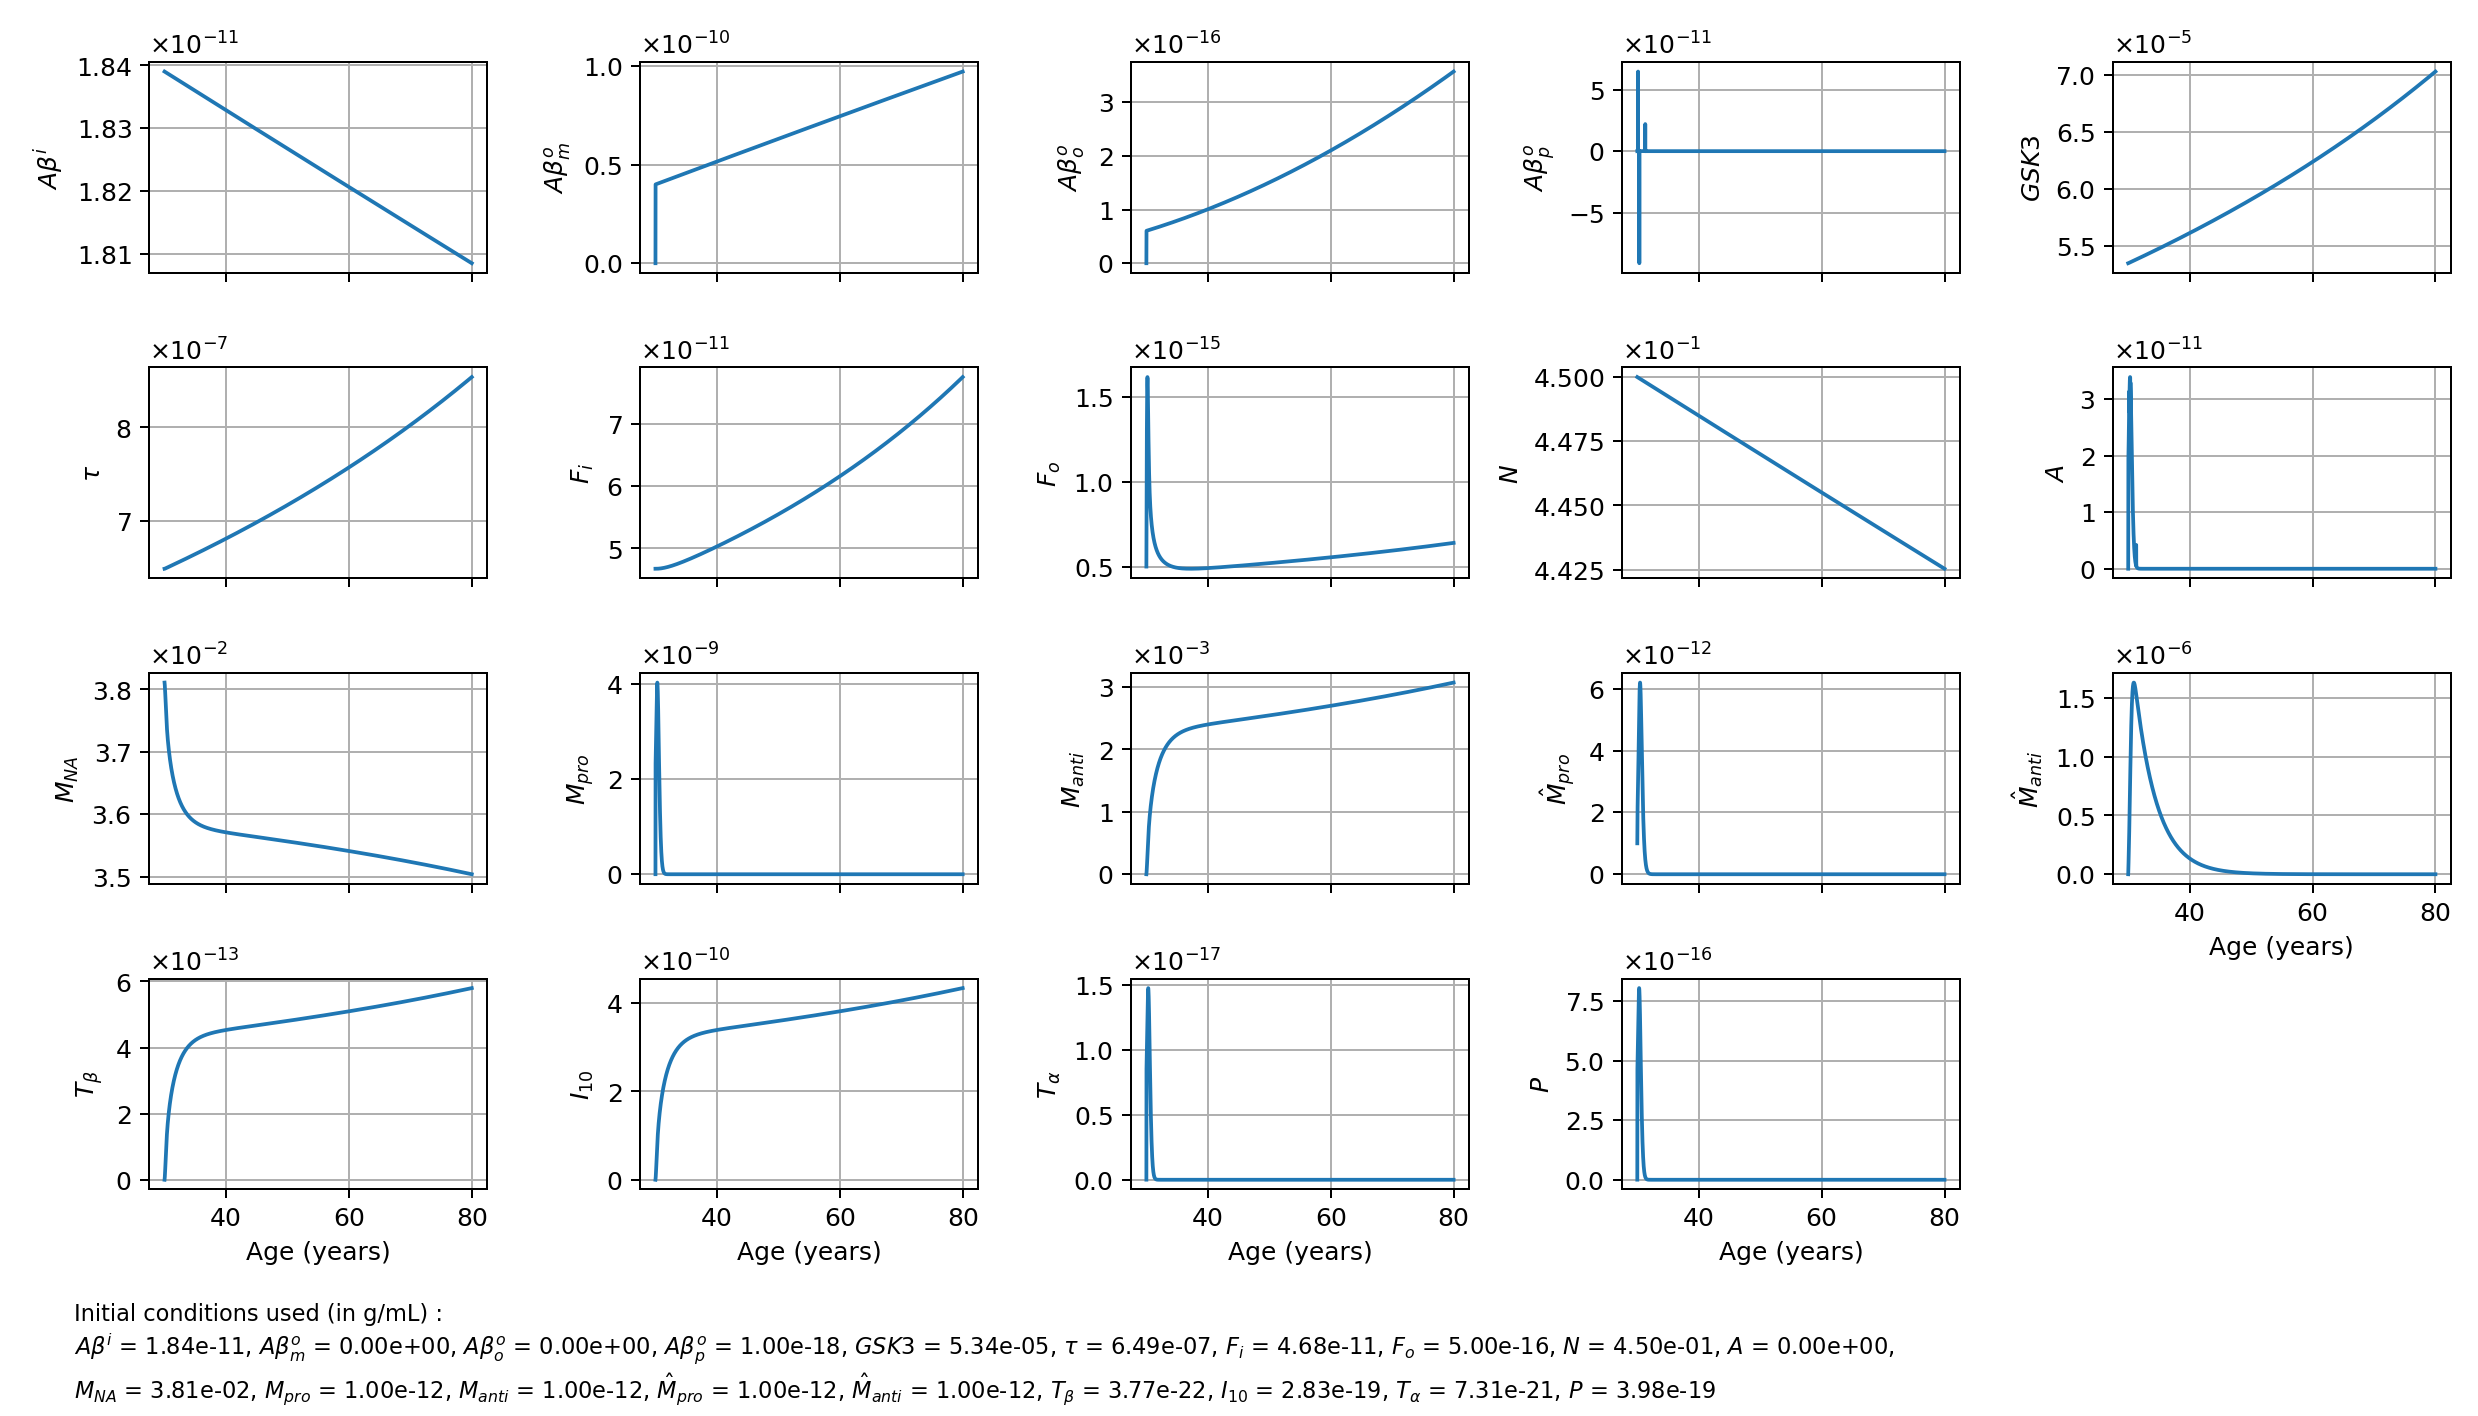 ×10⁻¹¹ ×10⁻¹⁰ ×10⁻¹⁶ ×10⁻¹¹ ×10⁻⁵
Aβⁱ 1.84 1.83 1.82 1.81
Aβₘᵒ 1.0 0.5 0.0
Aβₒᵒ 3 2 1 0
Aβₚᵒ 5 0 −5
GSK3 7.0 6.5 6.0 5.5
×10⁻⁷ ×10⁻¹¹ ×10⁻¹⁵ ×10⁻¹ ×10⁻¹¹
τ 8 7
Fᵢ 7 6 5
Fₒ 1.5 1.0 0.5
N 4.500 4.475 4.450 4.425
A 3 2 1 0
×10⁻² ×10⁻⁹ ×10⁻³ ×10⁻¹² ×10⁻⁶
M_NA 3.8 3.7 3.6 3.5
M_pro 4 2 0
M_anti 3 2 1 0
M̂_pro 6 4 2 0
M̂_anti 1.5 1.0 0.5 0.0
40 60 80
Age (years)
×10⁻¹³ ×10⁻¹⁰ ×10⁻¹⁷ ×10⁻¹⁶
T_β 6 4 2 0
I₁₀ 4 2 0
T_α 1.5 1.0 0.5 0.0
P 7.5 5.0 2.5 0.0
40 60 80 40 60 80 40 60 80 40 60 80
Age (years) Age (years) Age (years) Age (years)
Initial conditions used (in g/mL) :
Aβⁱ = 1.84e-11, Aβₘᵒ = 0.00e+00, Aβₒᵒ = 0.00e+00, Aβₚᵒ = 1.00e-18, GSK3 = 5.34e-05, τ = 6.49e-07, Fᵢ = 4.68e-11, Fₒ = 5.00e-16, N = 4.50e-01, A = 0.00e+00,
M_NA = 3.81e-02, M_pro = 1.00e-12, M_anti = 1.00e-12, M̂_pro = 1.00e-12, M̂_anti = 1.00e-12, T_β = 3.77e-22, I₁₀ = 2.83e-19, T_α = 7.31e-21, P = 3.98e-19